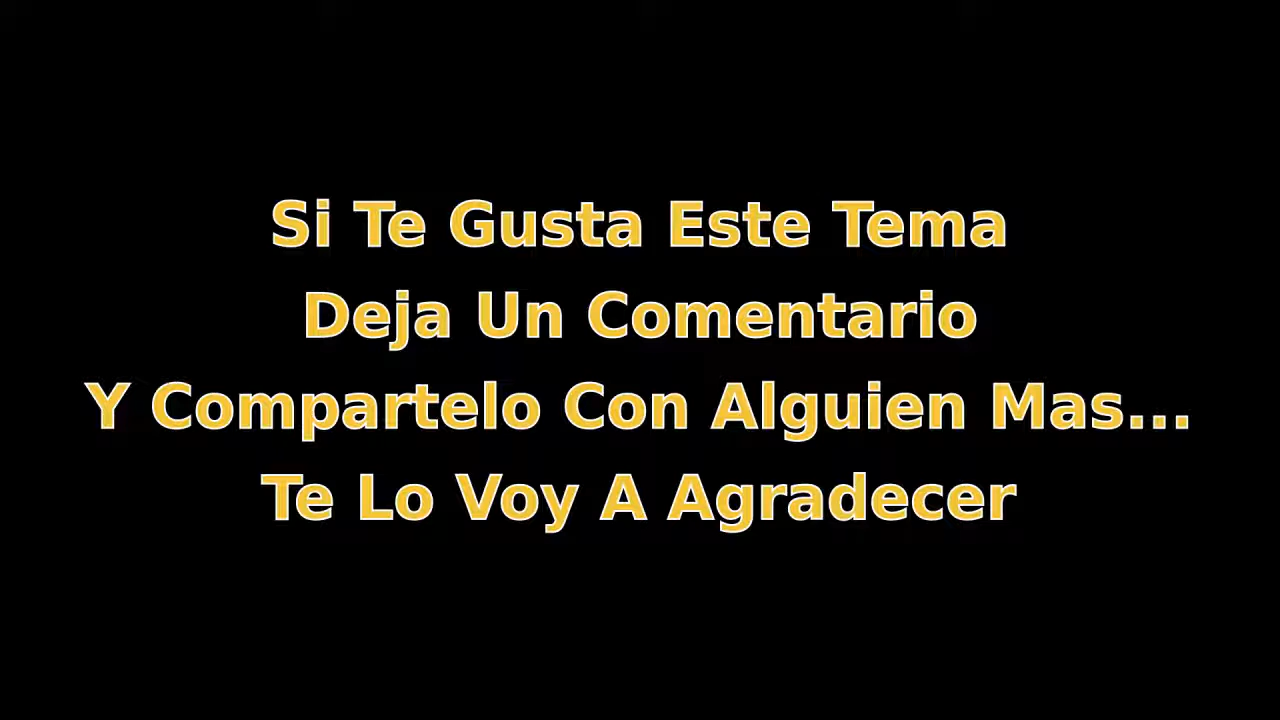 Si Te Gusta Este Tema
Deja Un Comentario
Y Compartelo Con Alguien Mas...
Te Lo Voy A Agradecer